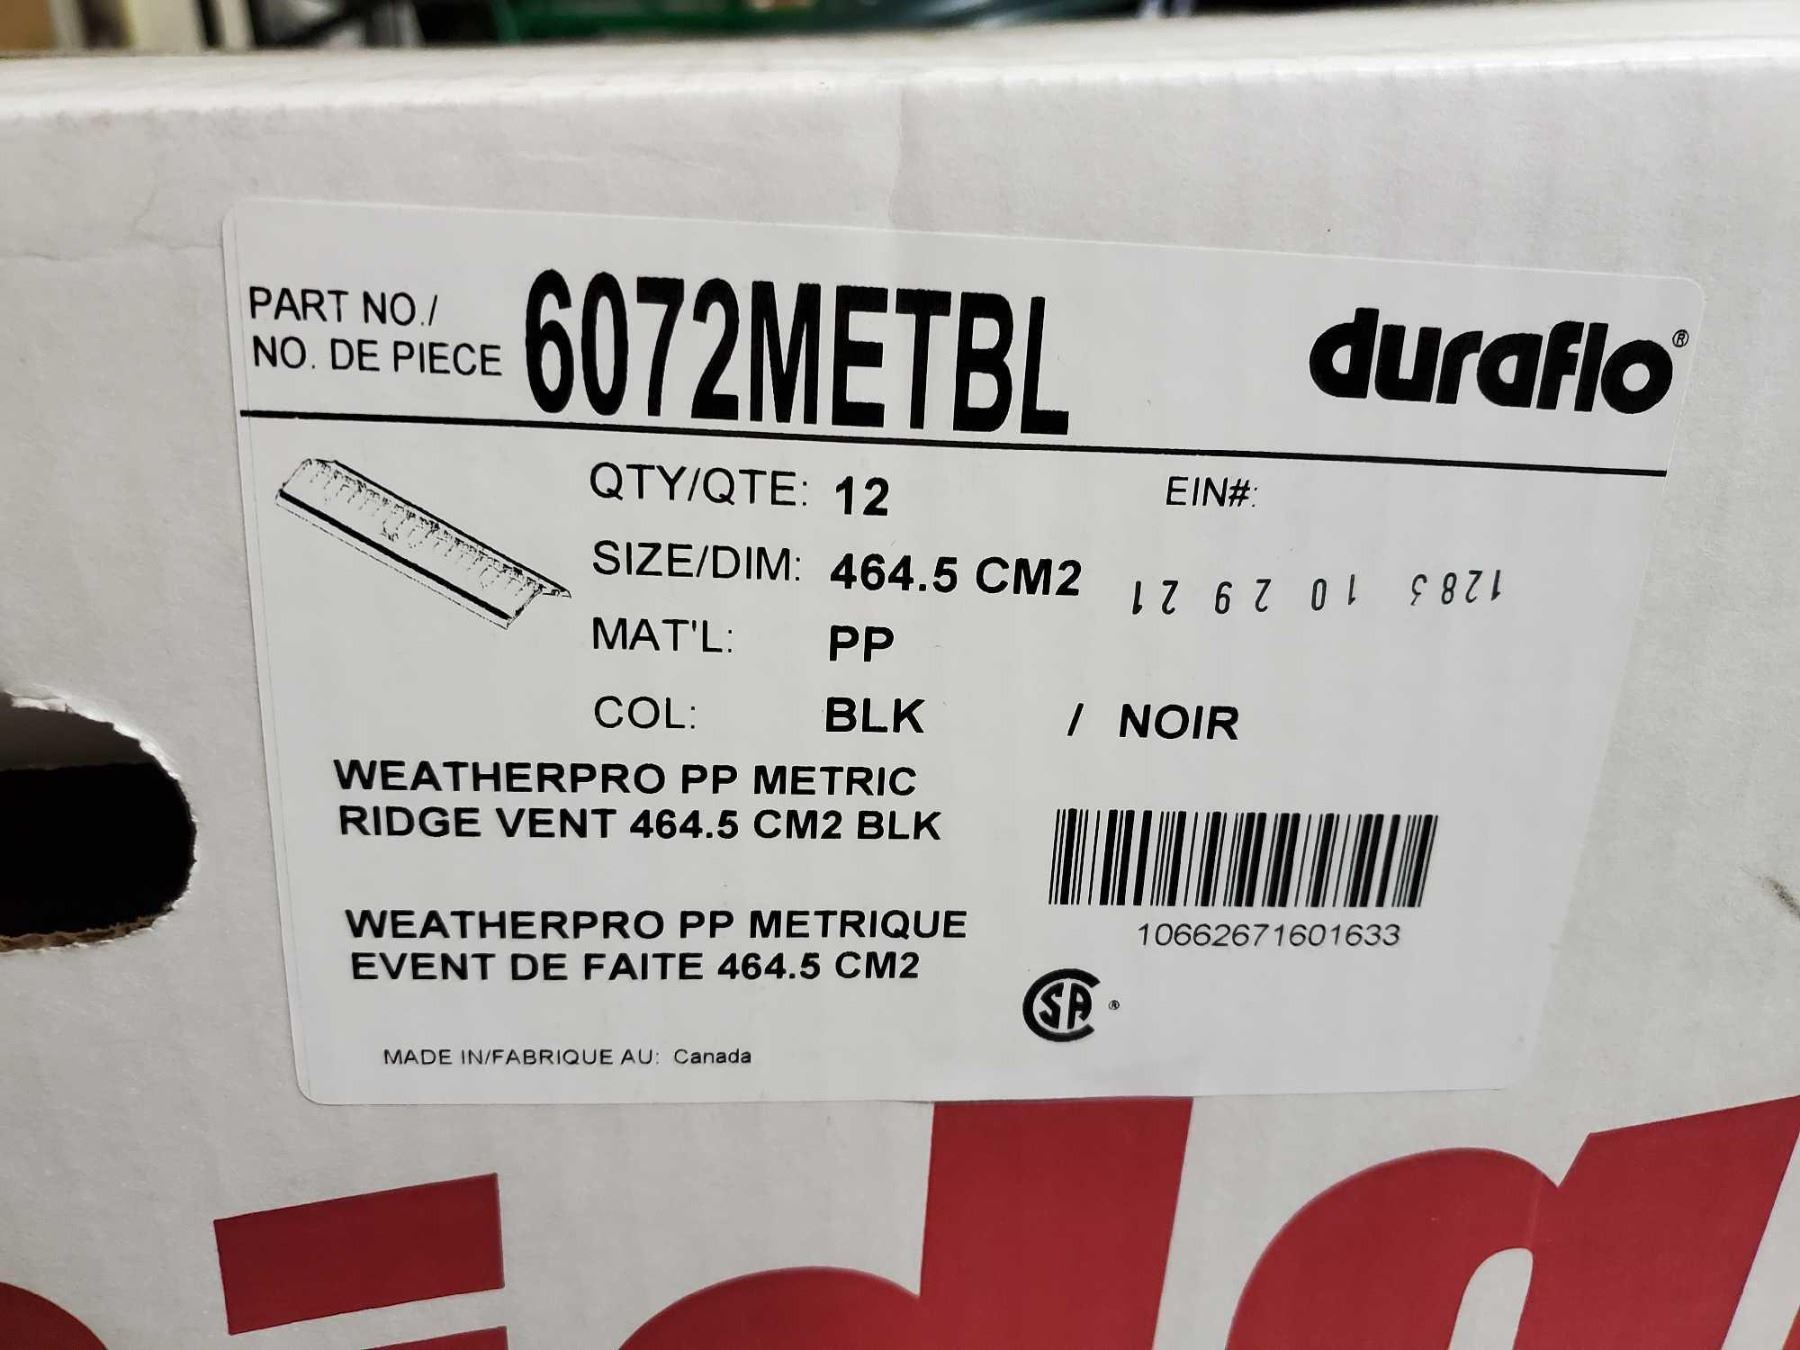 PART NO./
NO. DE PIECE
6072METBL
duraflo®
QTY/QTE: 12
EIN#:
SIZE/DIM: 464.5 CM2
1283 10 29 21
MAT'L: PP
COL: BLK / NOIR
WEATHERPRO PP METRIC
RIDGE VENT 464.5 CM2 BLK
10662671601633
WEATHERPRO PP METRIQUE
EVENT DE FAITE 464.5 CM2
CSA®
MADE IN/FABRIQUE AU: Canada